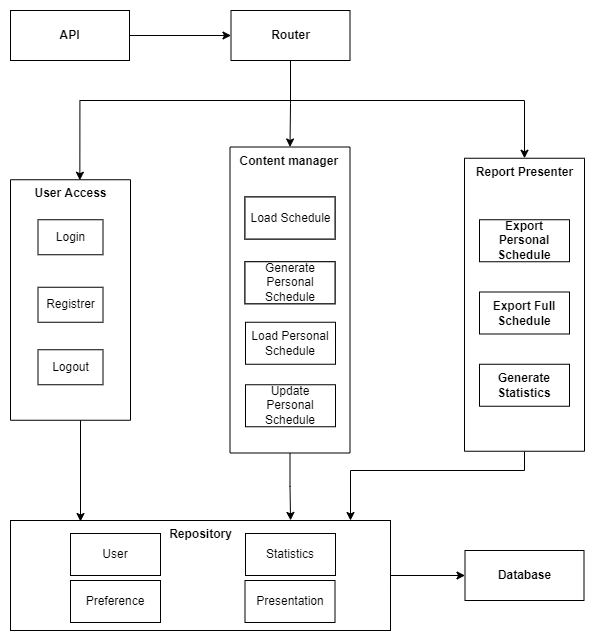 API
Router
User Access
Login
Registrer
Logout
Content manager
Load Schedule
Generate
Personal
Schedule
Load Personal
Schedule
Update
Personal
Schedule
Report Presenter
Export
Personal
Schedule
Export Full
Schedule
Generate
Statistics
Repository
User
Statistics
Preference
Presentation
Database